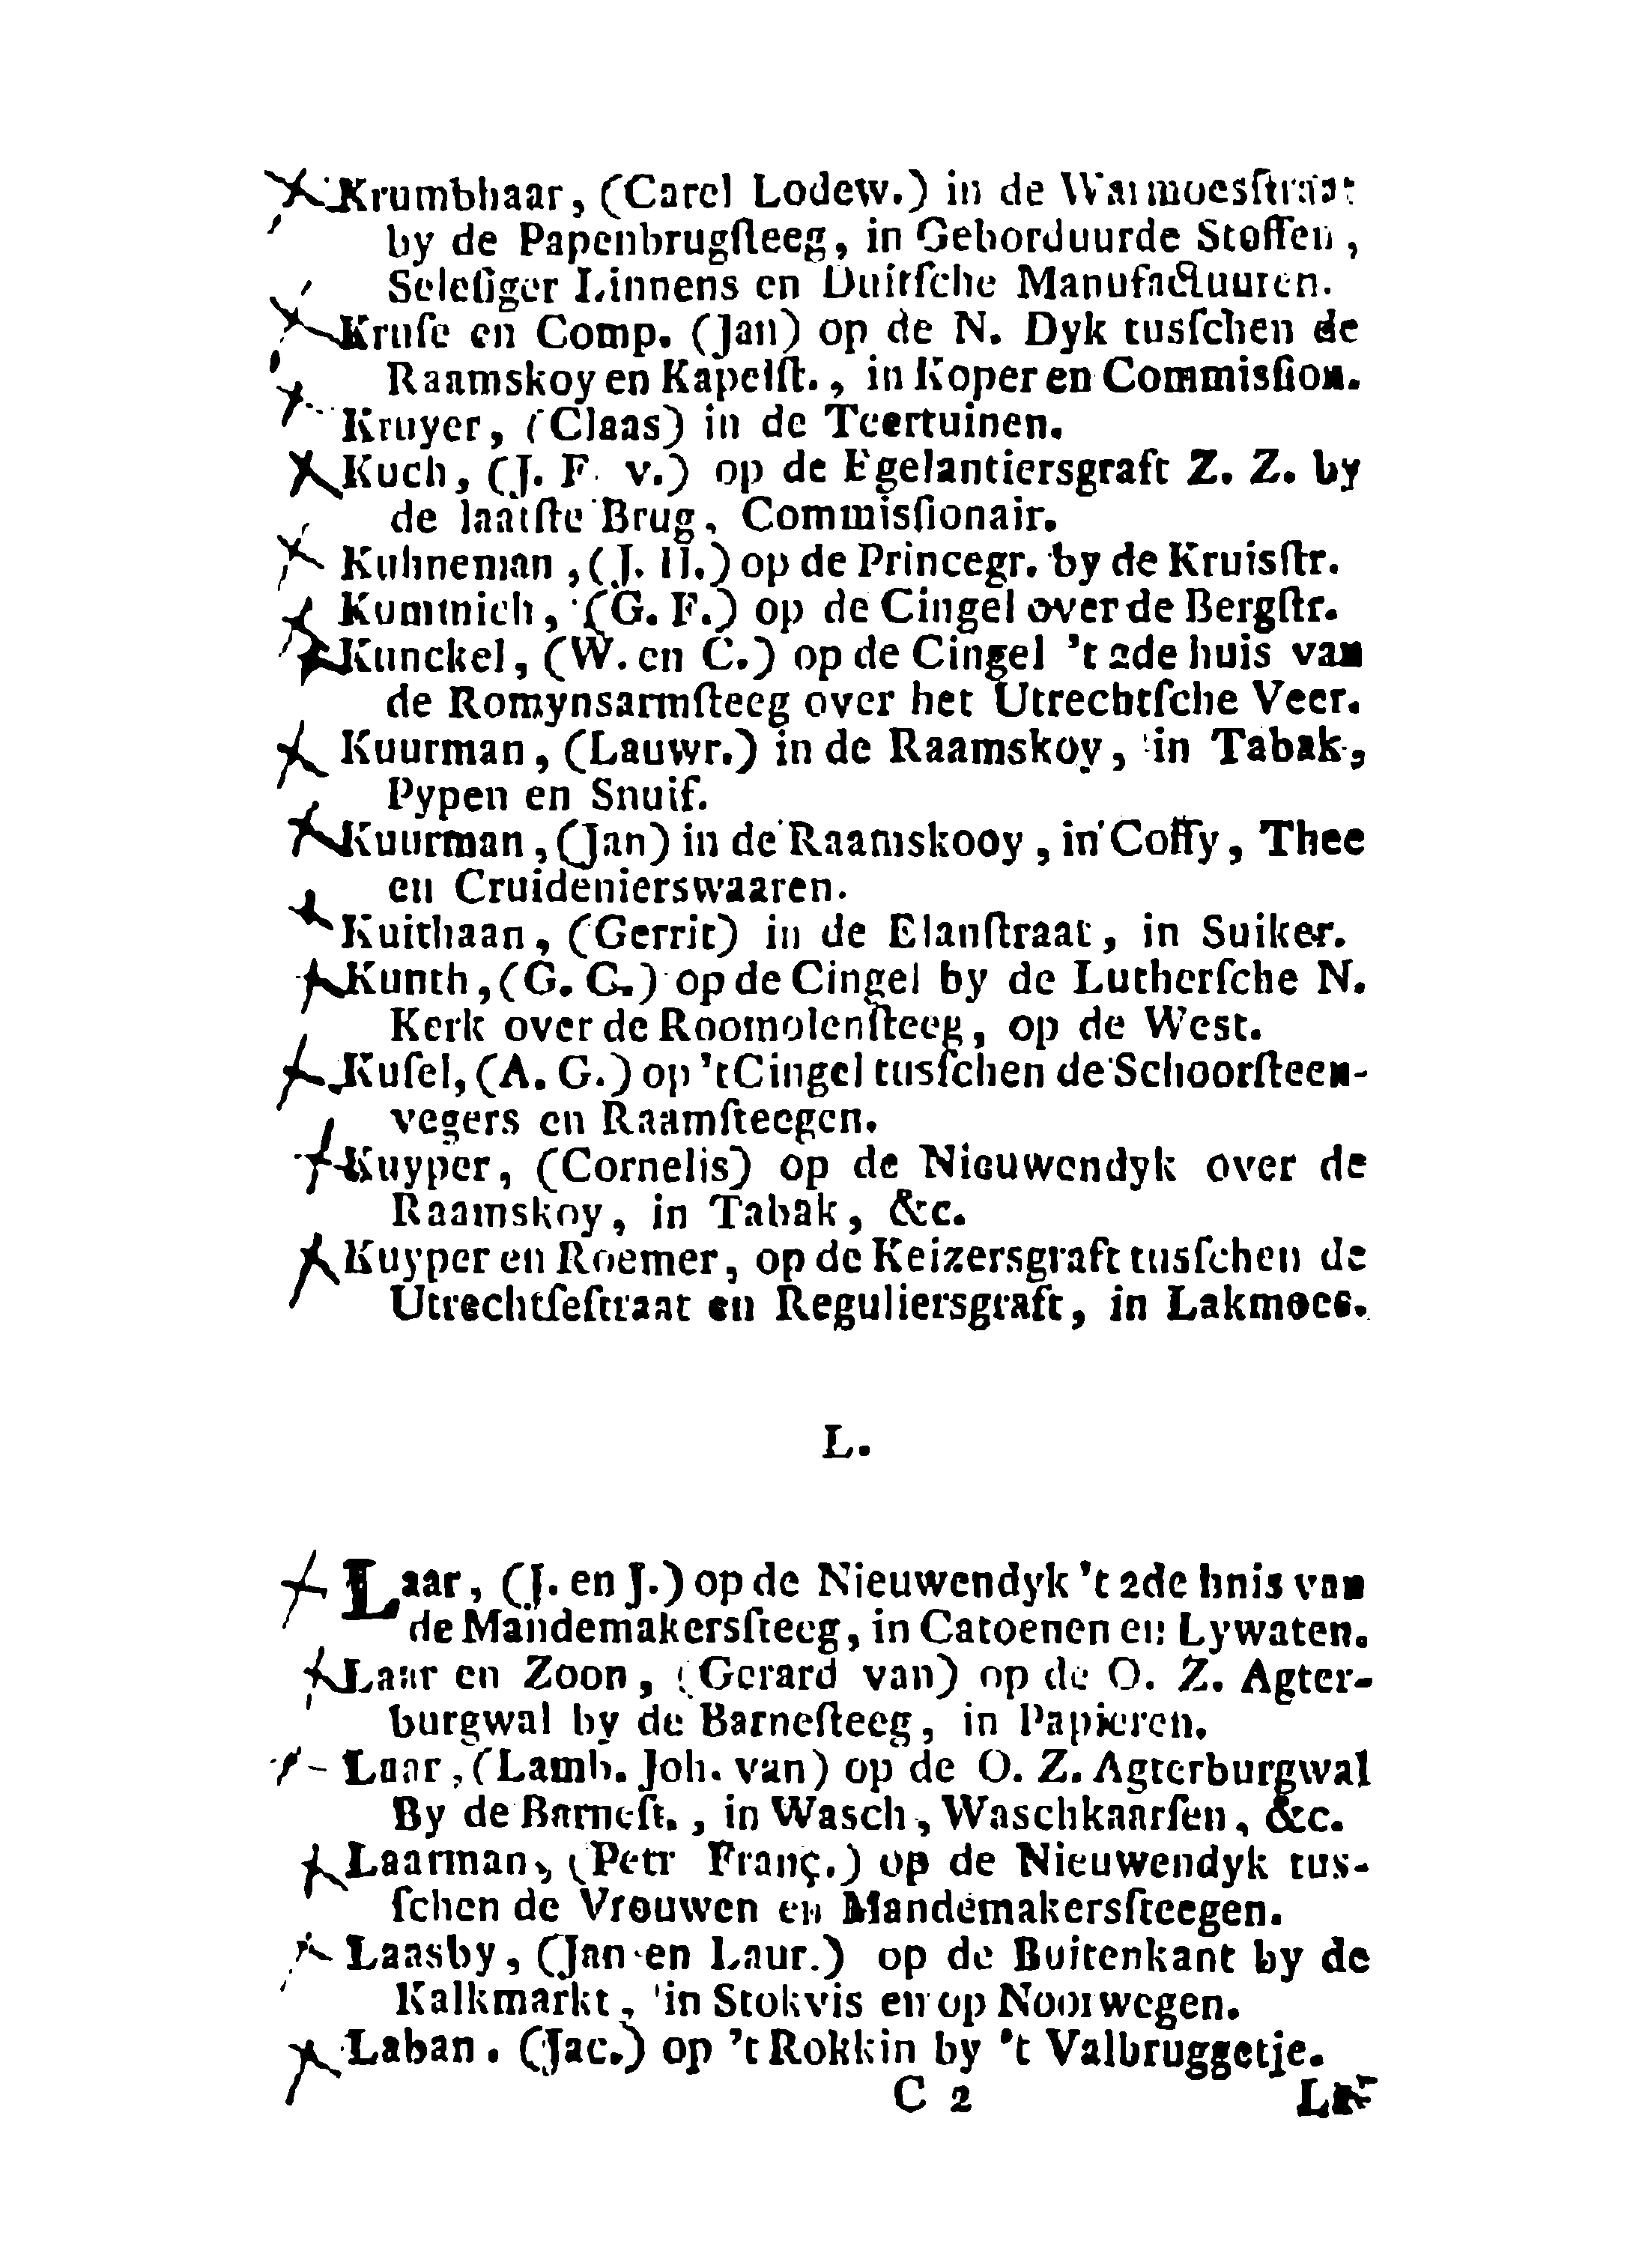 Krumbhaar, (Carel Lodew.) in de Warmoesſtraat
by de Papenbrugſteeg, in Geborduurde Stoffen,
Seleſiger Linnens en Duitſche Manufactuuren.
Kruſe en Comp. (Jan) op de N. Dyk tusſchen de
Raamskoy en Kapelſt., in Koper en Commisſion.
Kruyer, (Claas) in de Teertuinen.
Kuch, (J. F. v.) op de Egelantiersgraft Z. Z. by
de laatſte Brug, Commisſionair.
Kuhneman, (J. H.) op de Princegr. by de Kruisſtr.
Kummich, (G. F.) op de Cingel over de Bergſtr.
Kunckel, (W. en C.) op de Cingel 't 2de huis van
de Romynsarmſteeg over het Utrechtſche Veer.
Kuurman, (Lauwr.) in de Raamskoy, in Tabak,
Pypen en Snuif.
Kuurman, (Jan) in de Raamskooy, in Coffy, Thee
en Cruidenierswaaren.
Kuithaan, (Gerrit) in de Elanſtraat, in Suiker.
Kunth, (G. C.) op de Cingel by de Lutherſche N.
Kerk over de Roomolenſteeg, op de West.
Kuſel, (A. G.) op 't Cingel tusſchen de Schoorſteen-
vegers en Raamſteegen.
Kuyper, (Cornelis) op de Nieuwendyk over de
Raamskoy, in Tabak, &c.
Kuyper en Roemer, op de Keizersgraft tusſchen de
Utrechtſeſtraat en Reguliersgraft, in Lakmoes.
L.
Laar, (J. en J.) op de Nieuwendyk 't 2de hnis van
de Mandemakersſteeg, in Catoenen en Lywaten.
Laar en Zoon, (Gerard van) op de O. Z. Agter-
burgwal by de Barneſteeg, in Papieren.
Laar, (Lamb. Joh. van) op de O. Z. Agterburgwal
By de Barneſt., in Wasch, Waschkaarſen, &c.
Laarman, (Petr Franç.) op de Nieuwendyk tus-
ſchen de Vrouwen en Mandemakersſteegen.
Laasby, (Jan en Laur.) op de Buitenkant by de
Kalkmarkt, in Stokvis en op Noorwegen.
Laban. (Jac.) op 't Rokkin by 't Valbruggetje.
C 2